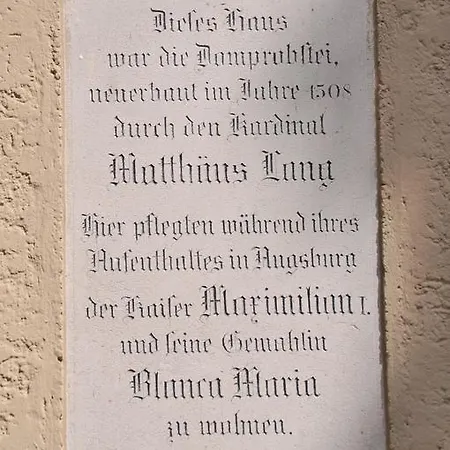 Dieses Haus
war die Domprobstei,
neuerbaut im Jahre 1508
durch den Kardinal
Matthäus Lang
Hier pflegten während ihres
Aufenthaltes in Augsburg
der Kaiser Maximilian I.
und seine Gemahlin
Blanca Maria
zu wohnen.